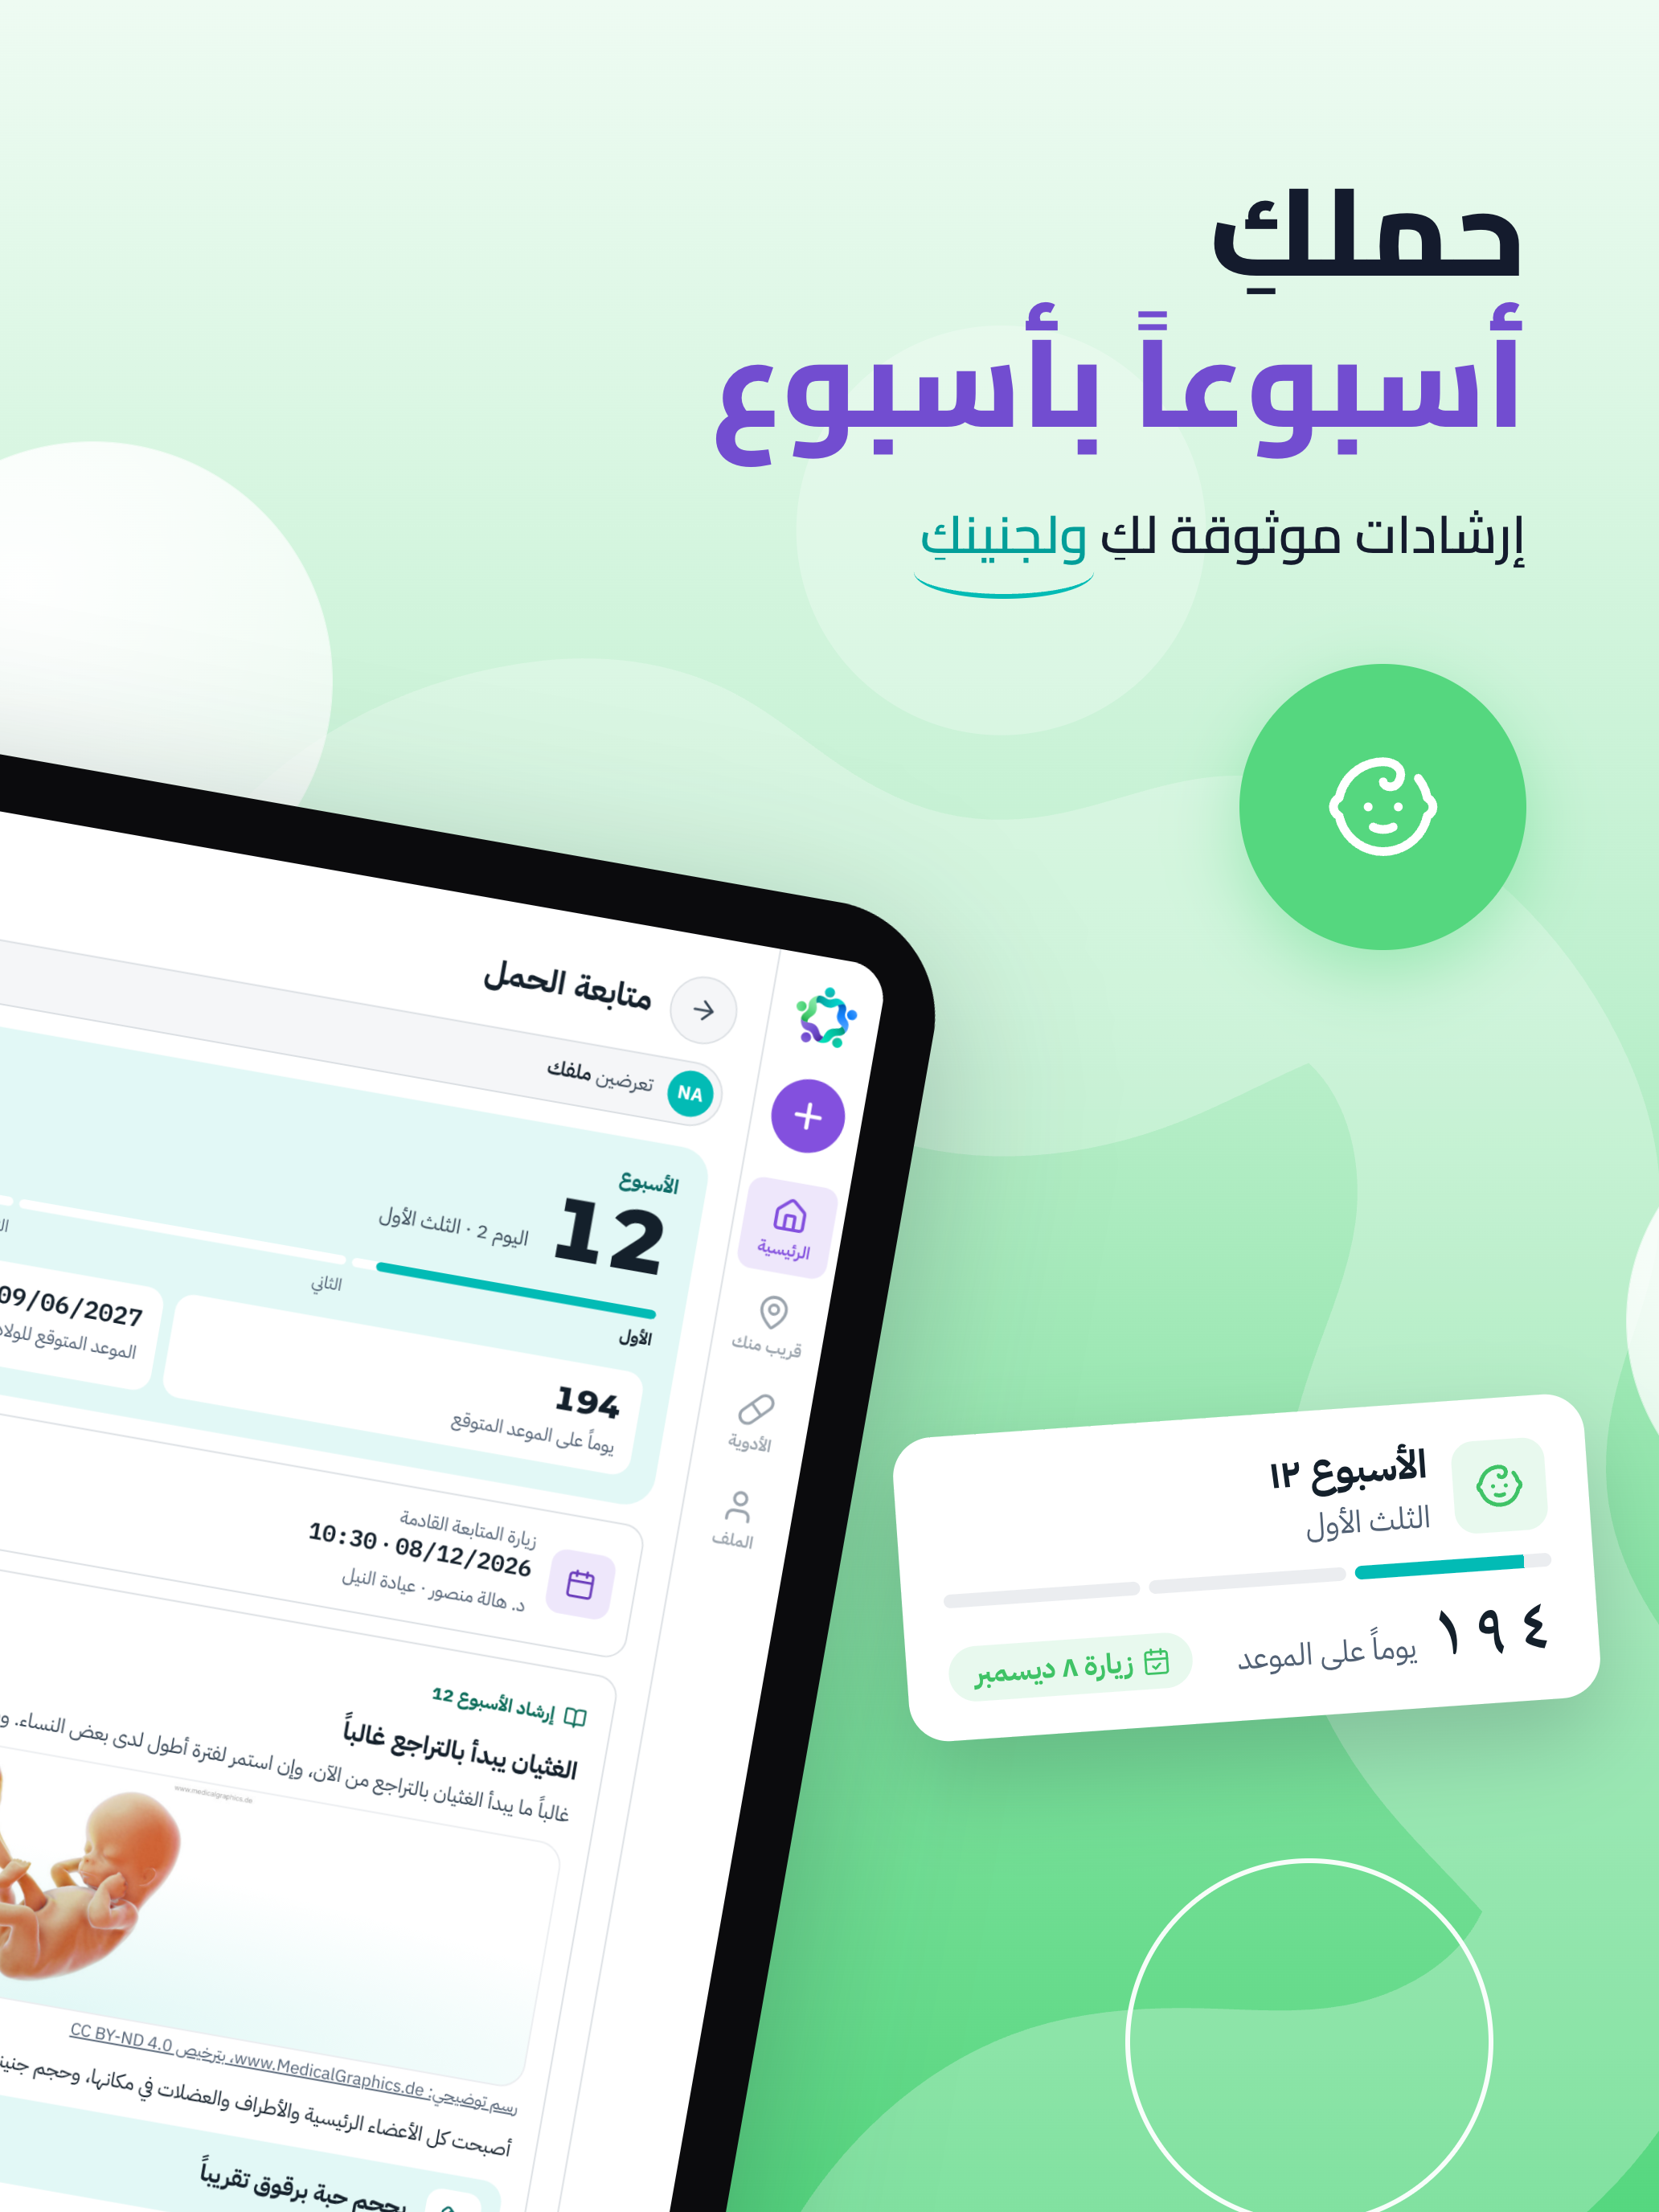 حملكِ
أسبوعاً بأسبوع
إرشادات موثوقة لكِ ولجنينكِ
متابعة الحمل
NA تعرضين ملفك
الأسبوع
12
اليوم 2 · الثلث الأول
الأول
الثاني
194
يوماً على الموعد المتوقع
09/06/2027
الموعد المتوقع
زيارة المتابعة القادمة
08/12/2026 · 10:30
د. هالة منصور · عيادة النيل
إرشاد الأسبوع 12
الغثيان يبدأ بالتراجع غالباً
غالباً ما يبدأ الغثيان بالتراجع من الآن، وإن استمر لفترة أطول لدى بعض النساء.
www.medicalgraphics.de
رسم توضيحي: www.MedicalGraphics.de، بترخيص CC BY-ND 4.0
أصبحت كل الأعضاء الرئيسية والأطراف والعضلات في مكانها، وحجم
بحجم حبة برقوق تقريباً
الرئيسية
قريب منك
الأدوية
الملف
الأسبوع ١٢
الثلث الأول
١٩٤ يوماً على الموعد
زيارة ٨ ديسمبر